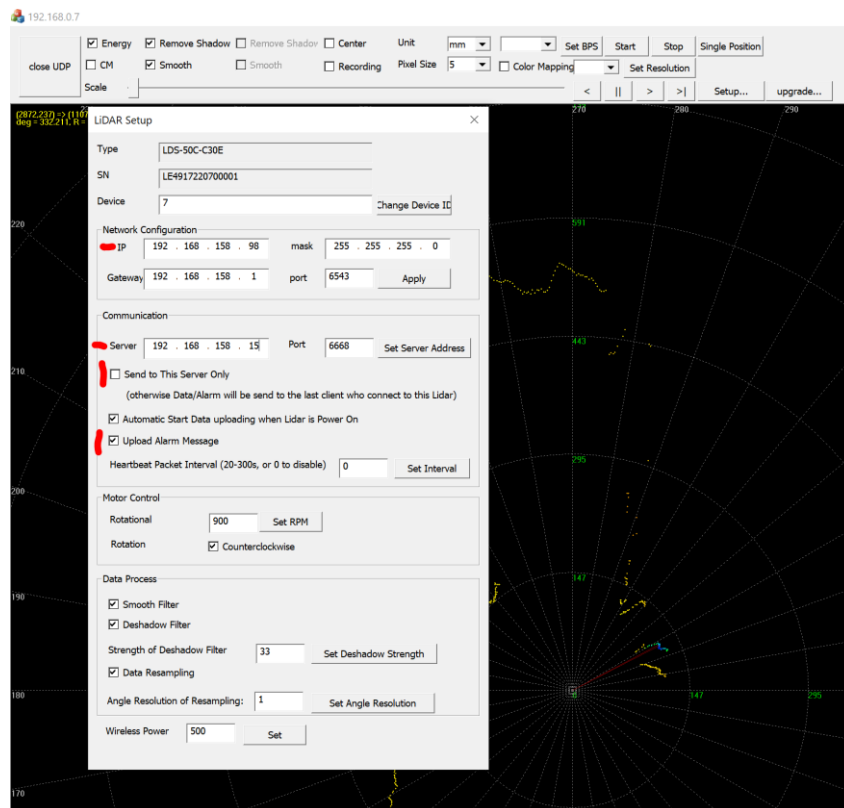 192.168.0.7
close UDP
Energy Remove Shadow Remove Shadov Center Unit mm Set BPS Start Stop Single Position
CM Smooth Smooth Recording Pixel Size 5 Color Mapping Set Resolution
Scale
< || > >| Setup... upgrade...
270 280 290
deg = 332.211, R =
LiDAR Setup
Type LDS-50C-C30E
SN LE4917220700001
Device 7 Change Device ID
Network Configuration
IP 192 . 168 . 158 . 98 mask 255 . 255 . 255 . 0
Gateway 192 . 168 . 158 . 1 port 6543 Apply
Communication
Server 192 . 168 . 158 . 15 Port 6668 Set Server Address
Send to This Server Only
(otherwise Data/Alarm will be send to the last client who connect to this Lidar)
Automatic Start Data uploading when Lidar is Power On
Upload Alarm Message
Heartbeat Packet Interval (20-300s, or 0 to disable) 0 Set Interval
Motor Control
Rotational 900 Set RPM
Rotation Counterclockwise
Data Process
Smooth Filter
Deshadow Filter
Strength of Deshadow Filter 33 Set Deshadow Strength
Data Resampling
Angle Resolution of Resampling: 1 Set Angle Resolution
Wireless Power 500 Set
220
210
200
190
180
170
591
443
295
147
147 295